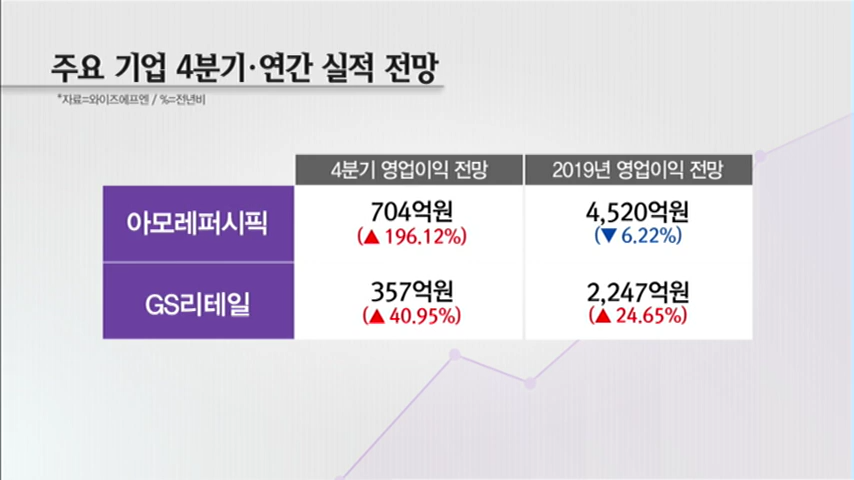 주요 기업 4분기·연간 실적 전망
*자료=와이즈에프엔 / %=전년비
4분기 영업이익 전망 2019년 영업이익 전망
아모레퍼시픽 704억원 4,520억원
(▲196.12%) (▼6.22%)
GS리테일 357억원 2,247억원
(▲40.95%) (▲24.65%)